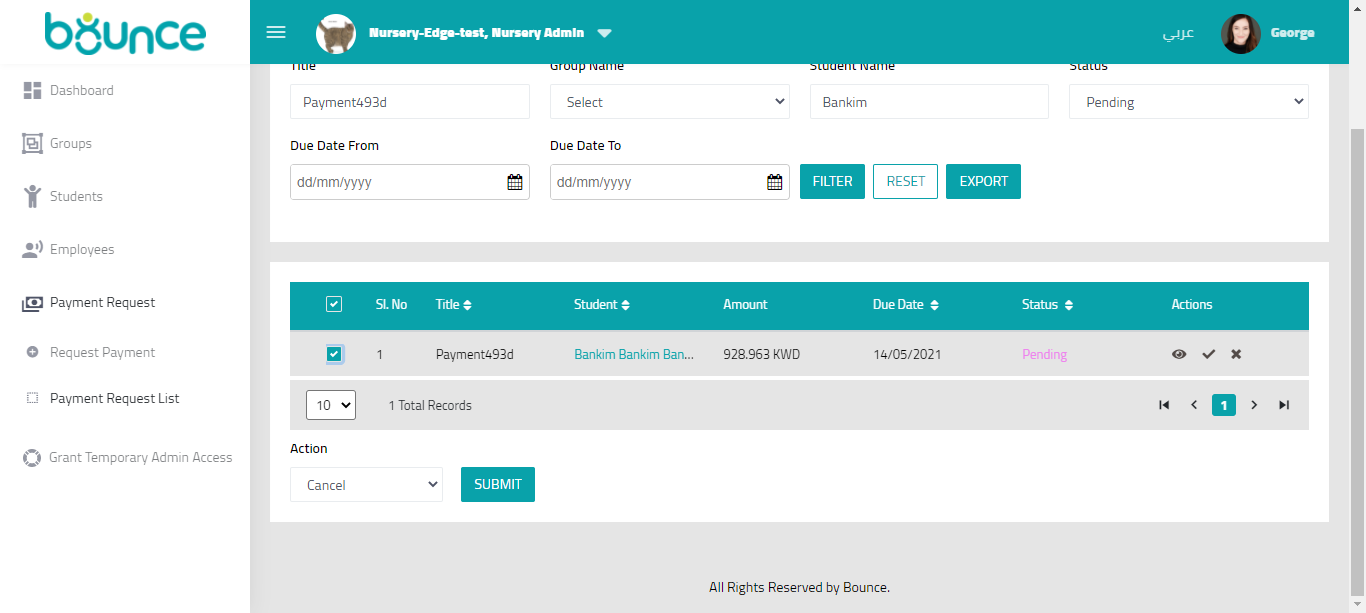 bounce
Nursery-Edge-test, Nursery Admin
عربي
George
Dashboard
Groups
Students
Employees
Payment Request
Request Payment
Payment Request List
Grant Temporary Admin Access
Title Group Name Student Name Status
Payment493d Select Bankim Pending
Due Date From Due Date To
dd/mm/yyyy dd/mm/yyyy FILTER RESET EXPORT
Sl. No Title Student Amount Due Date Status Actions
1 Payment493d Bankim Bankim Ban... 928.963 KWD 14/05/2021 Pending
10 1 Total Records 1
Action
Cancel SUBMIT
All Rights Reserved by Bounce.